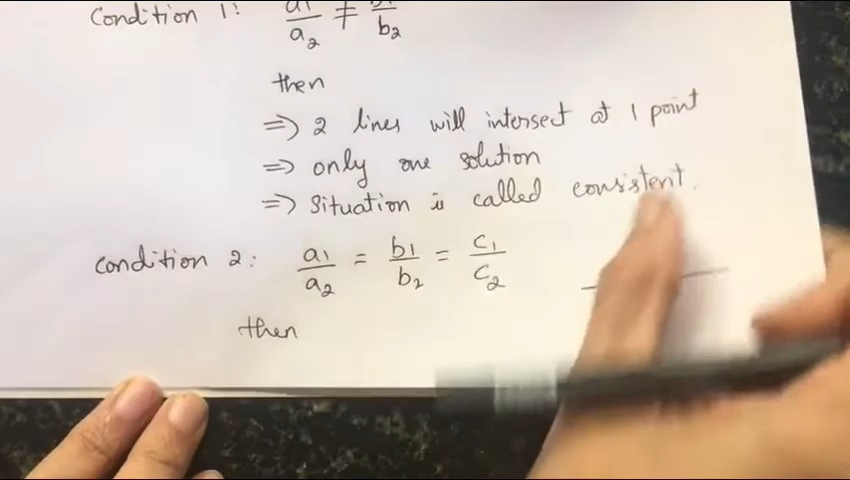 Condition 1: a1/a2 ≠ b1/b2
then
=> 2 lines will intersect at 1 point
=> only one solution
=> Situation is called consistent.
condition 2: a1/a2 = b1/b2 = c1/c2
then